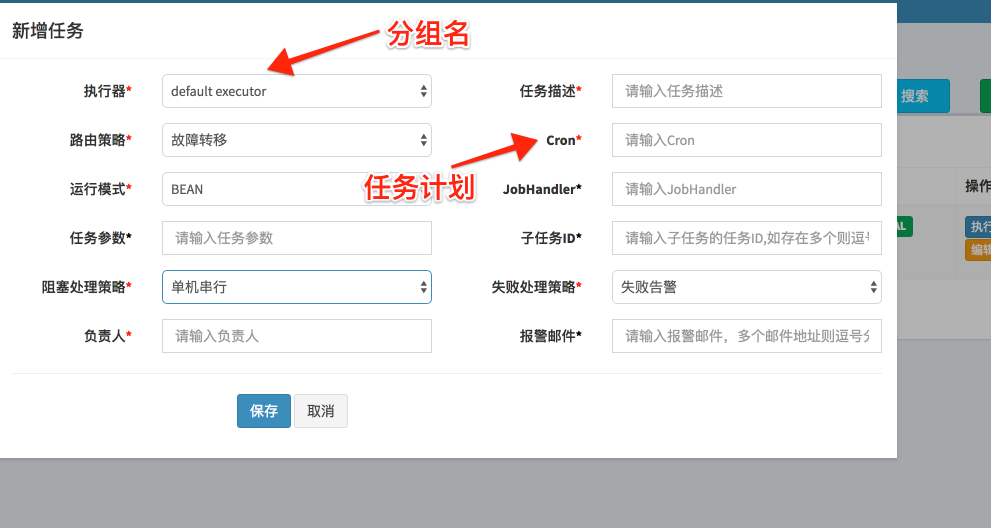 新增任务
分组名
执行器* default executor 任务描述* 请输入任务描述
搜索
路由策略* 故障转移 Cron* 请输入Cron
任务计划
运行模式* BEAN JobHandler* 请输入JobHandler
操作
任务参数* 请输入任务参数 子任务ID* 请输入子任务的任务ID,如存在多个则逗
AL
执行
编辑
阻塞处理策略* 单机串行 失败处理策略* 失败告警
负责人* 请输入负责人 报警邮件* 请输入报警邮件，多个邮件地址则逗号分
保存 取消